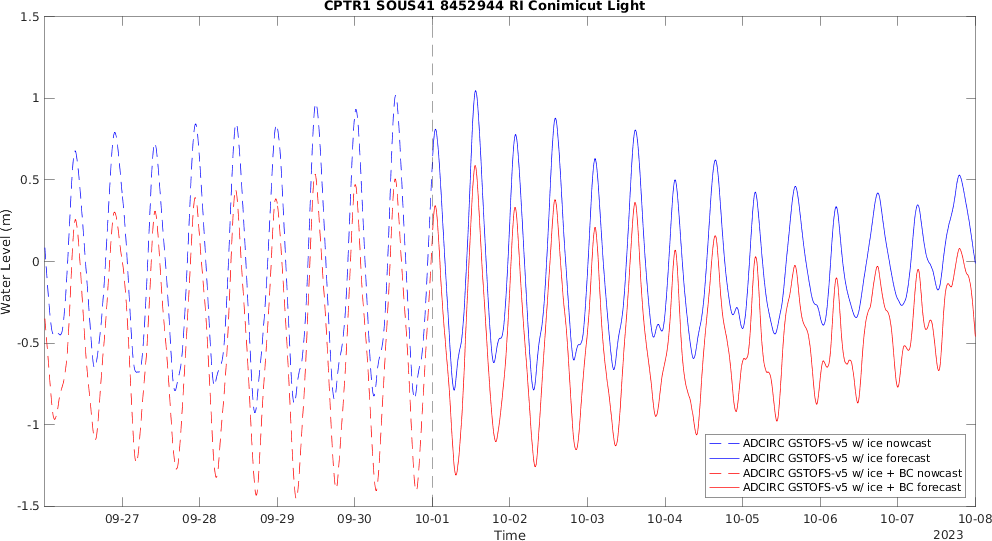 CPTR1 SOUS41 8452944 RI Conimicut Light
Water Level (m)
1.5
1
0.5
0
-0.5
-1
-1.5
09-27 09-28 09-29 09-30 10-01 10-02 10-03 10-04 10-05 10-06 10-07 10-08
Time
2023
ADCIRC GSTOFS-v5 w/ ice nowcast
ADCIRC GSTOFS-v5 w/ ice forecast
ADCIRC GSTOFS-v5 w/ ice + BC nowcast
ADCIRC GSTOFS-v5 w/ ice + BC forecast